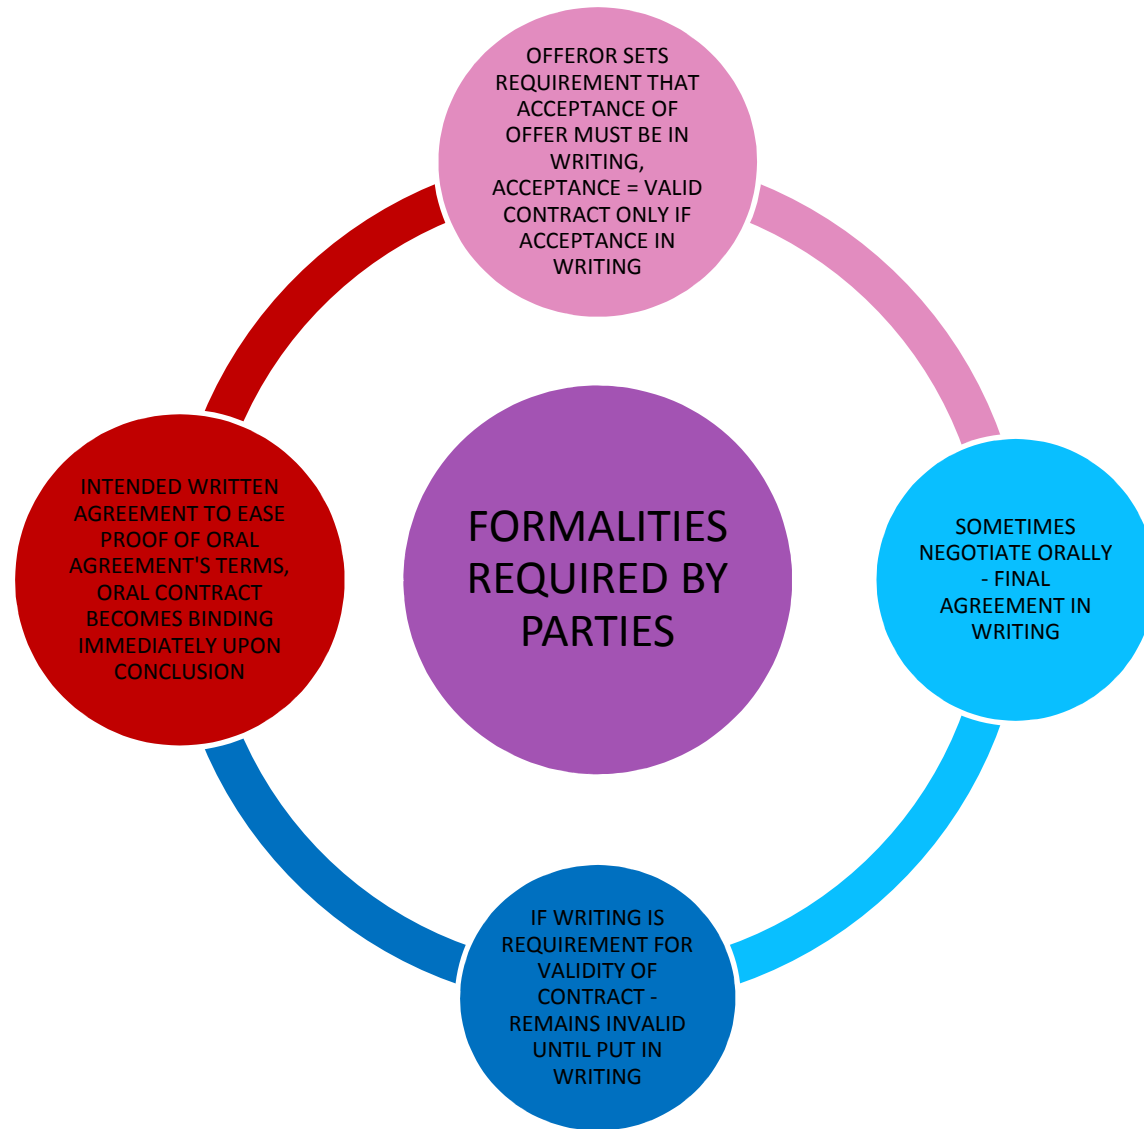 OFFEROR SETS
REQUIREMENT THAT
ACCEPTANCE OF
OFFER MUST BE IN
WRITING,
ACCEPTANCE = VALID
CONTRACT ONLY IF
ACCEPTANCE IN
WRITING
FORMALITIES
REQUIRED BY
PARTIES
SOMETIMES
NEGOTIATE ORALLY
- FINAL
AGREEMENT IN
WRITING
IF WRITING IS
REQUIREMENT FOR
VALIDITY OF
CONTRACT -
REMAINS INVALID
UNTIL PUT IN
WRITING
INTENDED WRITTEN
AGREEMENT TO EASE
PROOF OF ORAL
AGREEMENT'S TERMS,
ORAL CONTRACT
BECOMES BINDING
IMMEDIATELY UPON
CONCLUSION